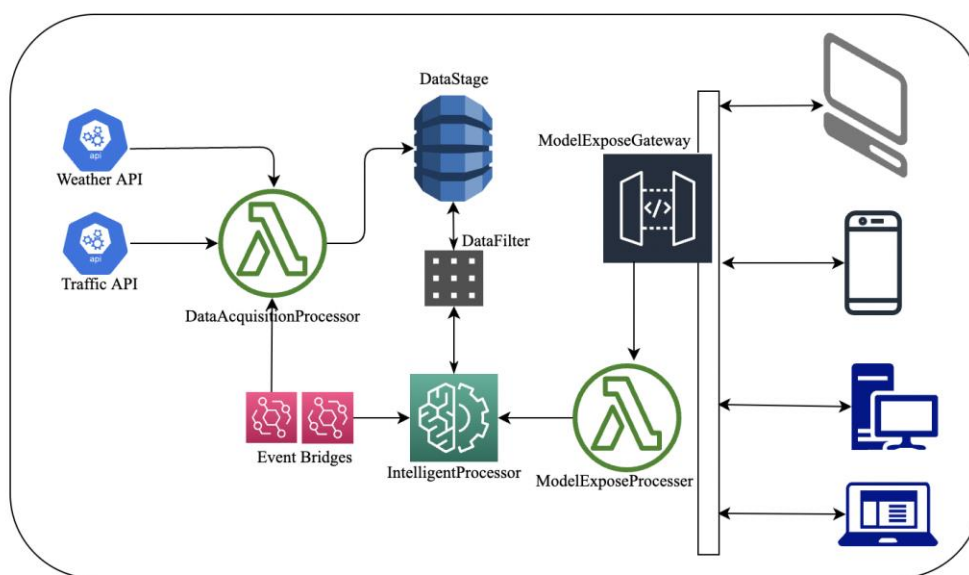 DataStage
ModelExposeGateway
</>
api
Weather API
DataFilter
api
Traffic API
DataAcquisitionProcessor
Event Bridges
IntelligentProcessor
ModelExposeProcesser